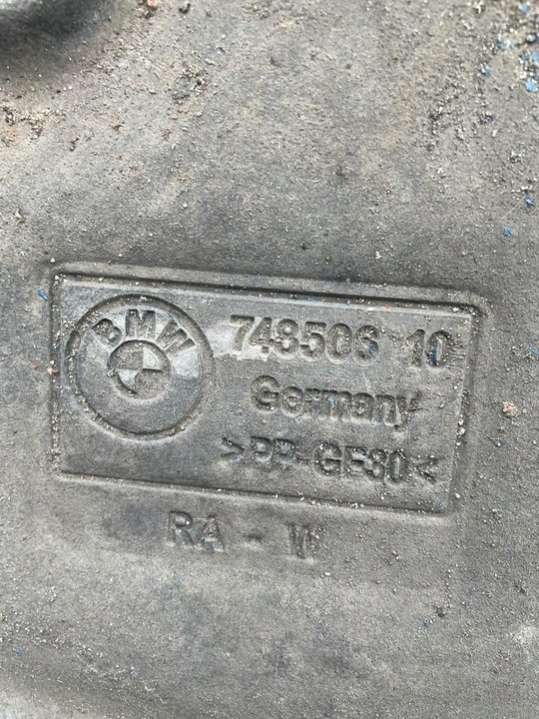 BMW
748506 10
Germany
>PP-GF30<
RA - W